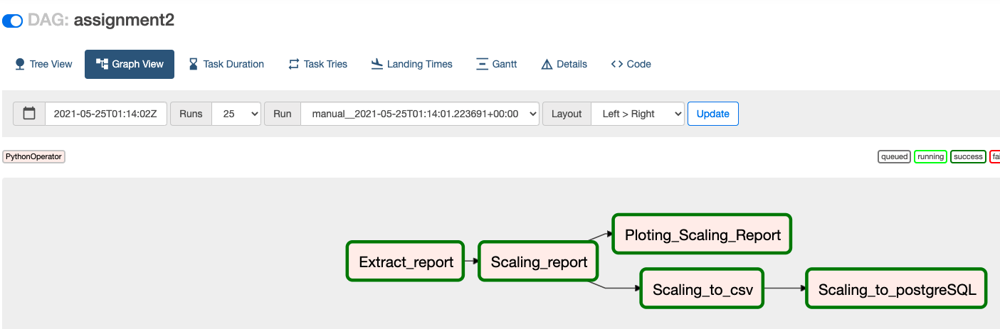 DAG: assignment2
Tree View Graph View Task Duration Task Tries Landing Times Gantt Details Code
2021-05-25T01:14:02Z Runs 25 Run manual__2021-05-25T01:14:01.223691+00:00 Layout Left > Right Update
PythonOperator queued running success fai
Ploting_Scaling_Report
Extract_report Scaling_report
Scaling_to_csv Scaling_to_postgreSQL